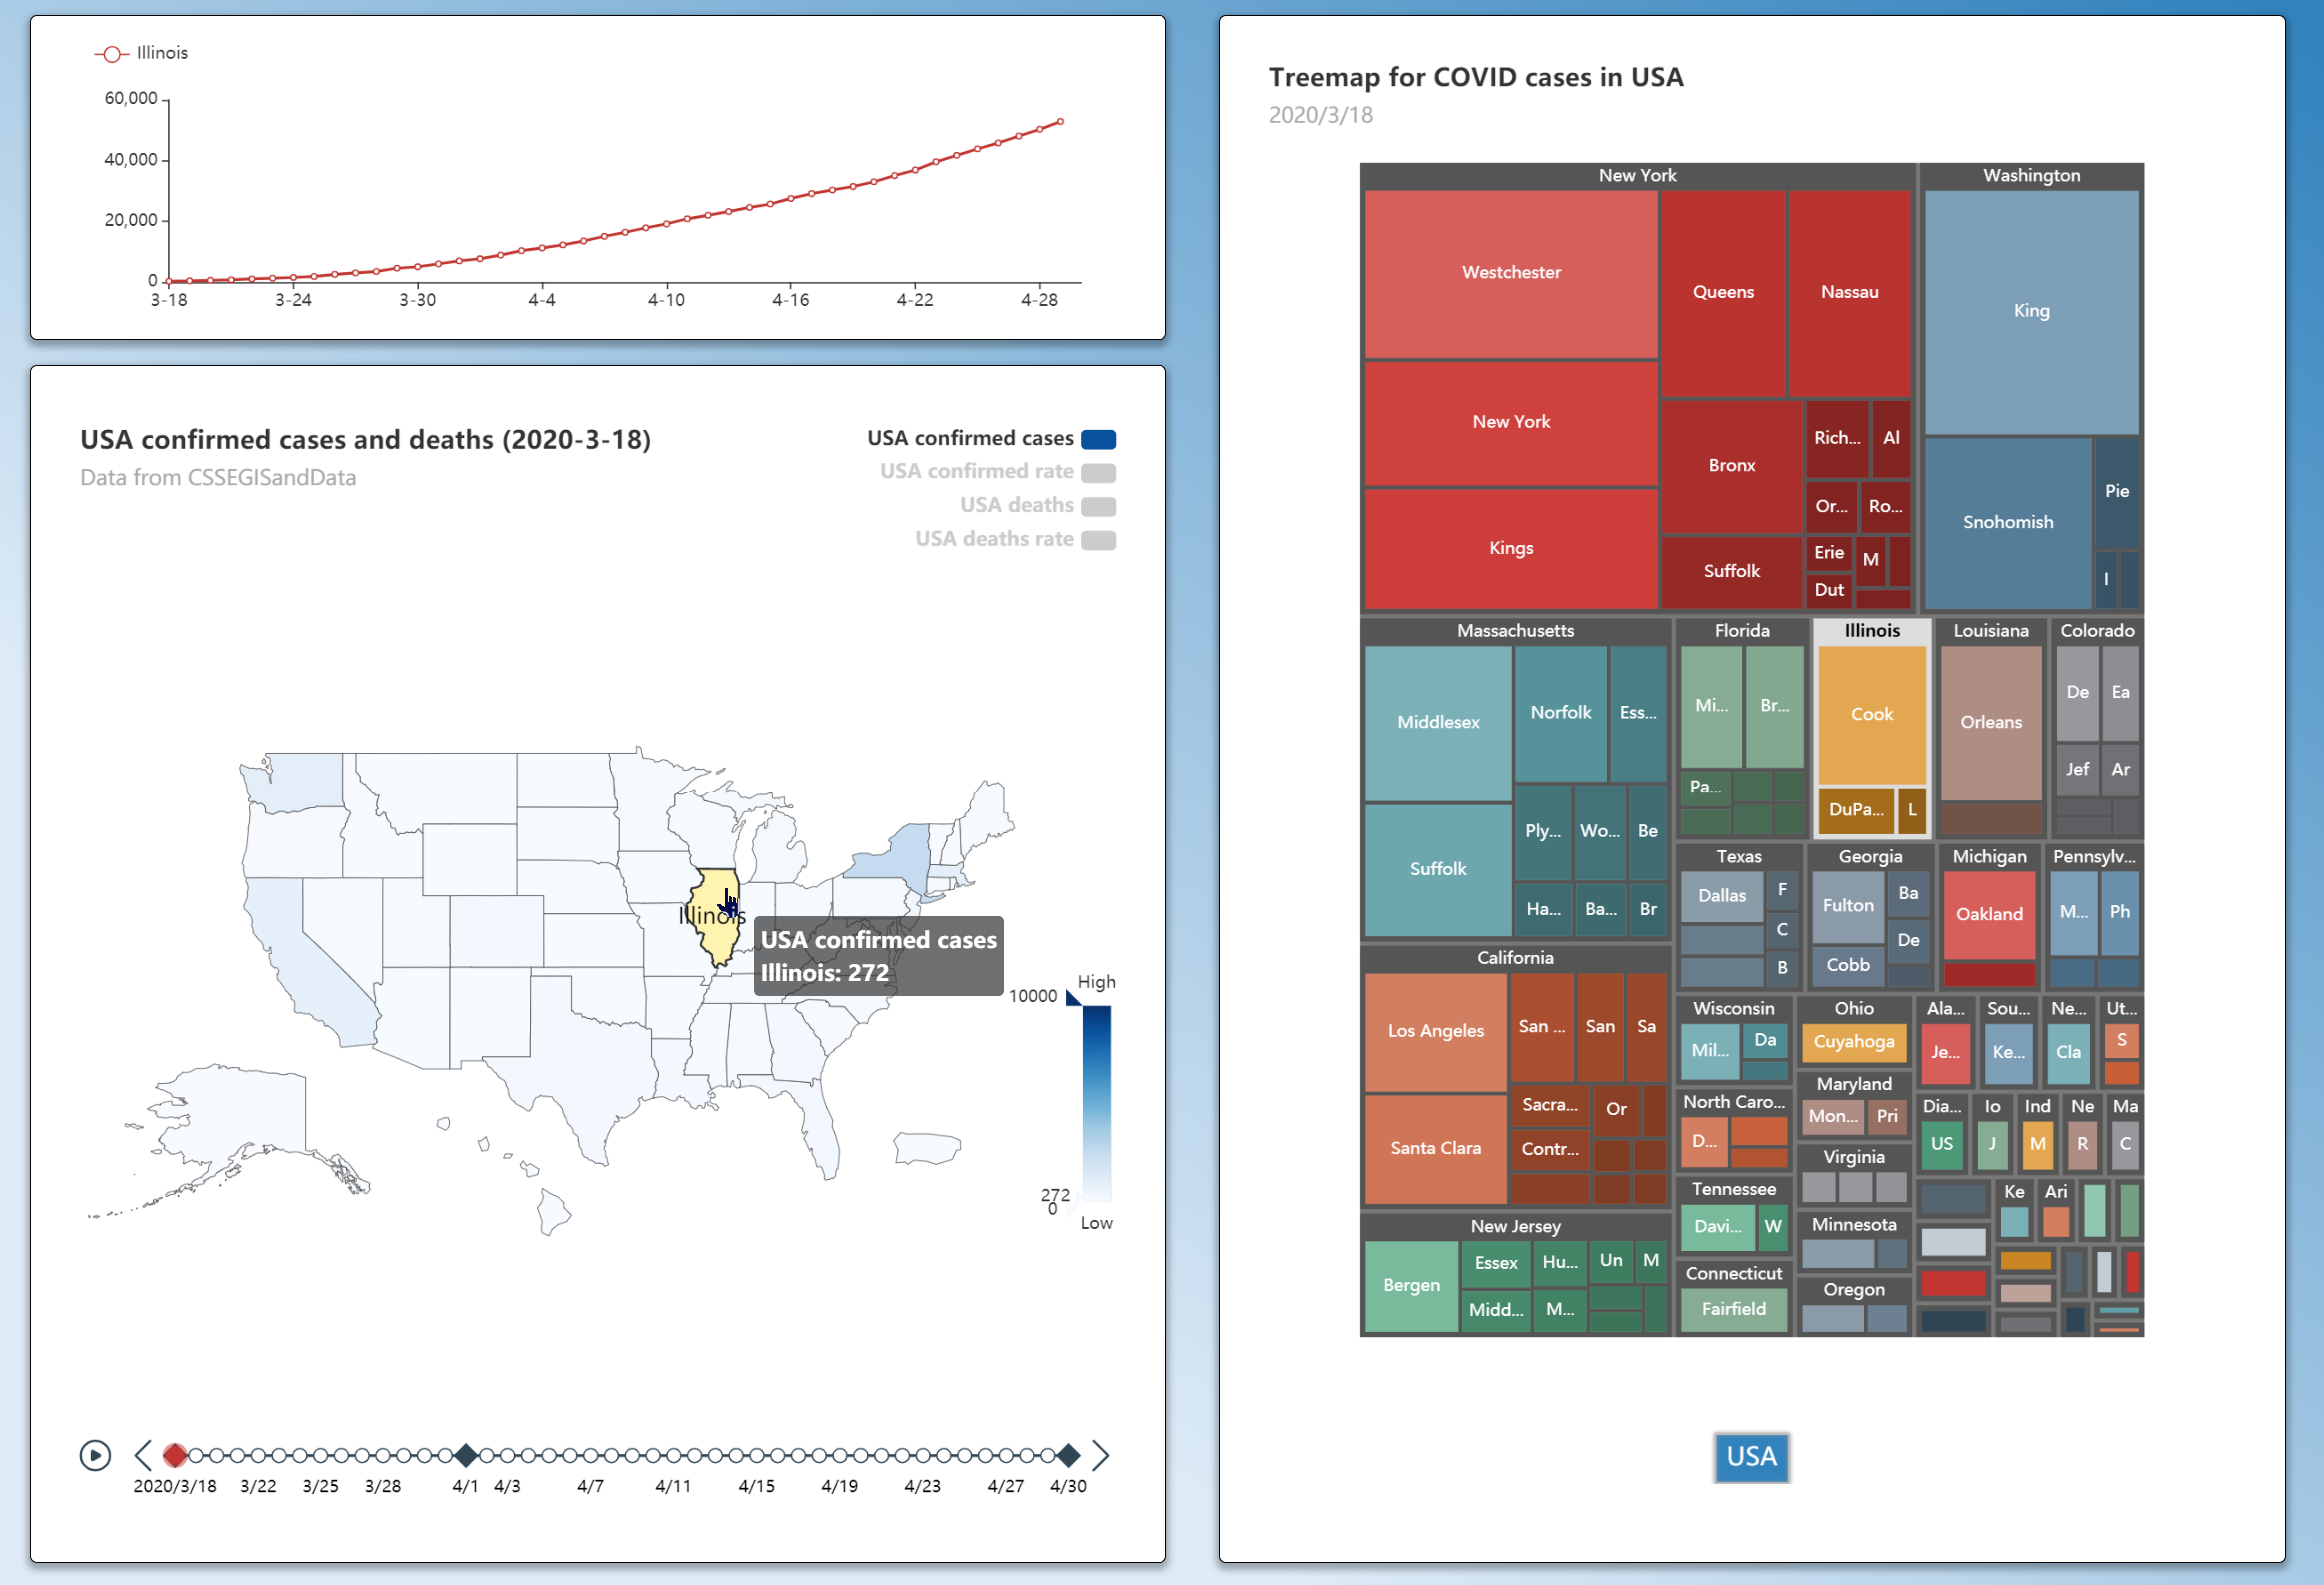 Illinois
60,000
40,000
20,000
0
3-18 3-24 3-30 4-4 4-10 4-16 4-22 4-28
USA confirmed cases and deaths (2020-3-18)
Data from CSSEGISandData
USA confirmed cases
USA confirmed rate
USA deaths
USA deaths rate
Illinois
USA confirmed cases
Illinois: 272
High
10000
272
0
Low
2020/3/18 3/22 3/25 3/28 4/1 4/3 4/7 4/11 4/15 4/19 4/23 4/27 4/30
Treemap for COVID cases in USA
2020/3/18
New York
Westchester
Queens
Nassau
New York
Kings
Bronx
Suffolk
Rich...
Al
Or...
Ro...
Erie
M
Dut
Washington
King
Snohomish
Pie
I
Massachusetts
Middlesex
Norfolk
Ess...
Suffolk
Ply...
Wo...
Be
Ha...
Ba...
Br
Florida
Mi...
Br...
Pa...
Illinois
Cook
DuPa...
L
Louisiana
Orleans
Colorado
De
Ea
Jef
Ar
Texas
Dallas
F
C
B
Georgia
Fulton
Ba
De
Cobb
Michigan
Oakland
Pennsylv...
M...
Ph
California
Los Angeles
San ...
San
Sa
Santa Clara
Sacra...
Or
Contr...
New Jersey
Bergen
Essex
Hu...
Un
M
Midd...
M...
Wisconsin
Mil...
Da
Ohio
Cuyahoga
Ala...
Je...
Sou...
Ke...
Ne...
Cla
Ut...
S
North Caro...
D...
Maryland
Mon...
Pri
Dia...
US
Io
J
Ind
M
Ne
R
Ma
C
Virginia
Tennessee
Davi...
W
Minnesota
Ke
Ari
Connecticut
Fairfield
Oregon
USA